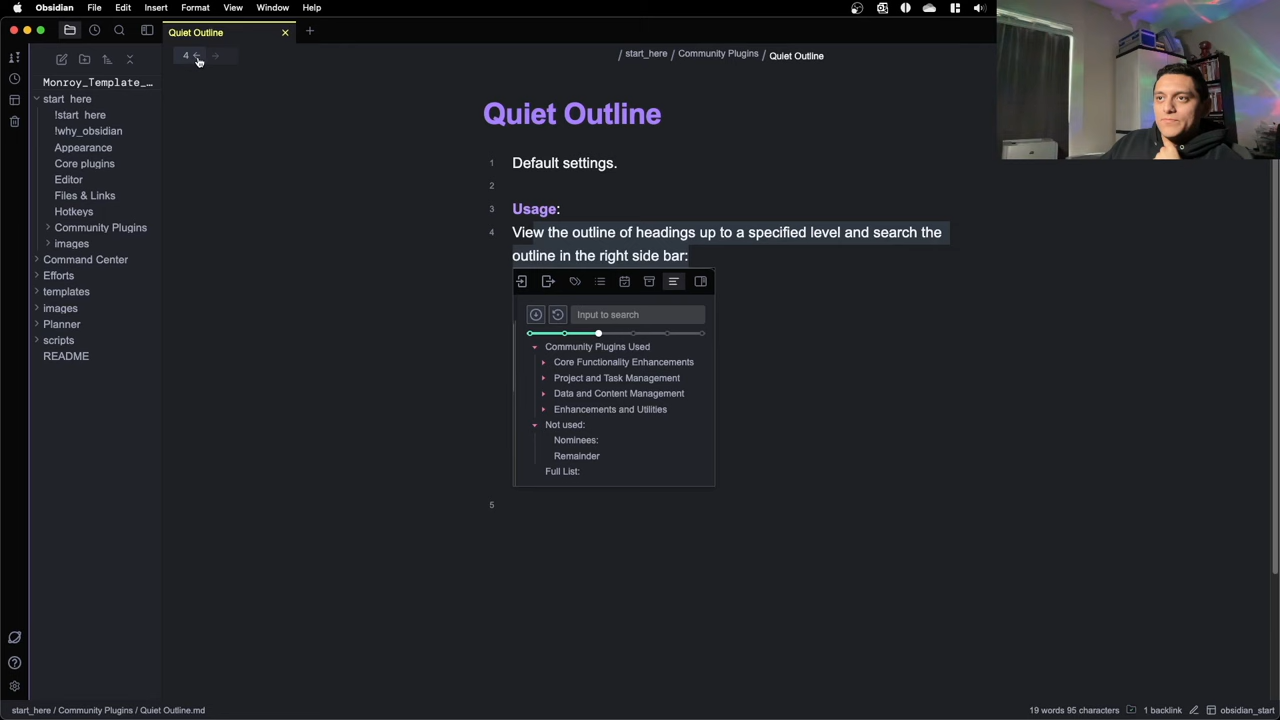 Obsidian File Edit Insert Format View Window Help
Quiet Outline
4
start_here / Community Plugins / Quiet Outline
Monroy_Template_...
start here
!start here
!why_obsidian
Appearance
Core plugins
Editor
Files & Links
Hotkeys
Community Plugins
images
Command Center
Efforts
templates
images
Planner
scripts
README
Quiet Outline
1 Default settings.
2
3 Usage:
4 View the outline of headings up to a specified level and search the
outline in the right side bar:
Input to search
Community Plugins Used
Core Functionality Enhancements
Project and Task Management
Data and Content Management
Enhancements and Utilities
Not used:
Nominees:
Remainder
Full List:
5
start_here / Community Plugins / Quiet Outline.md
19 words 95 characters 1 backlink obsidian_start